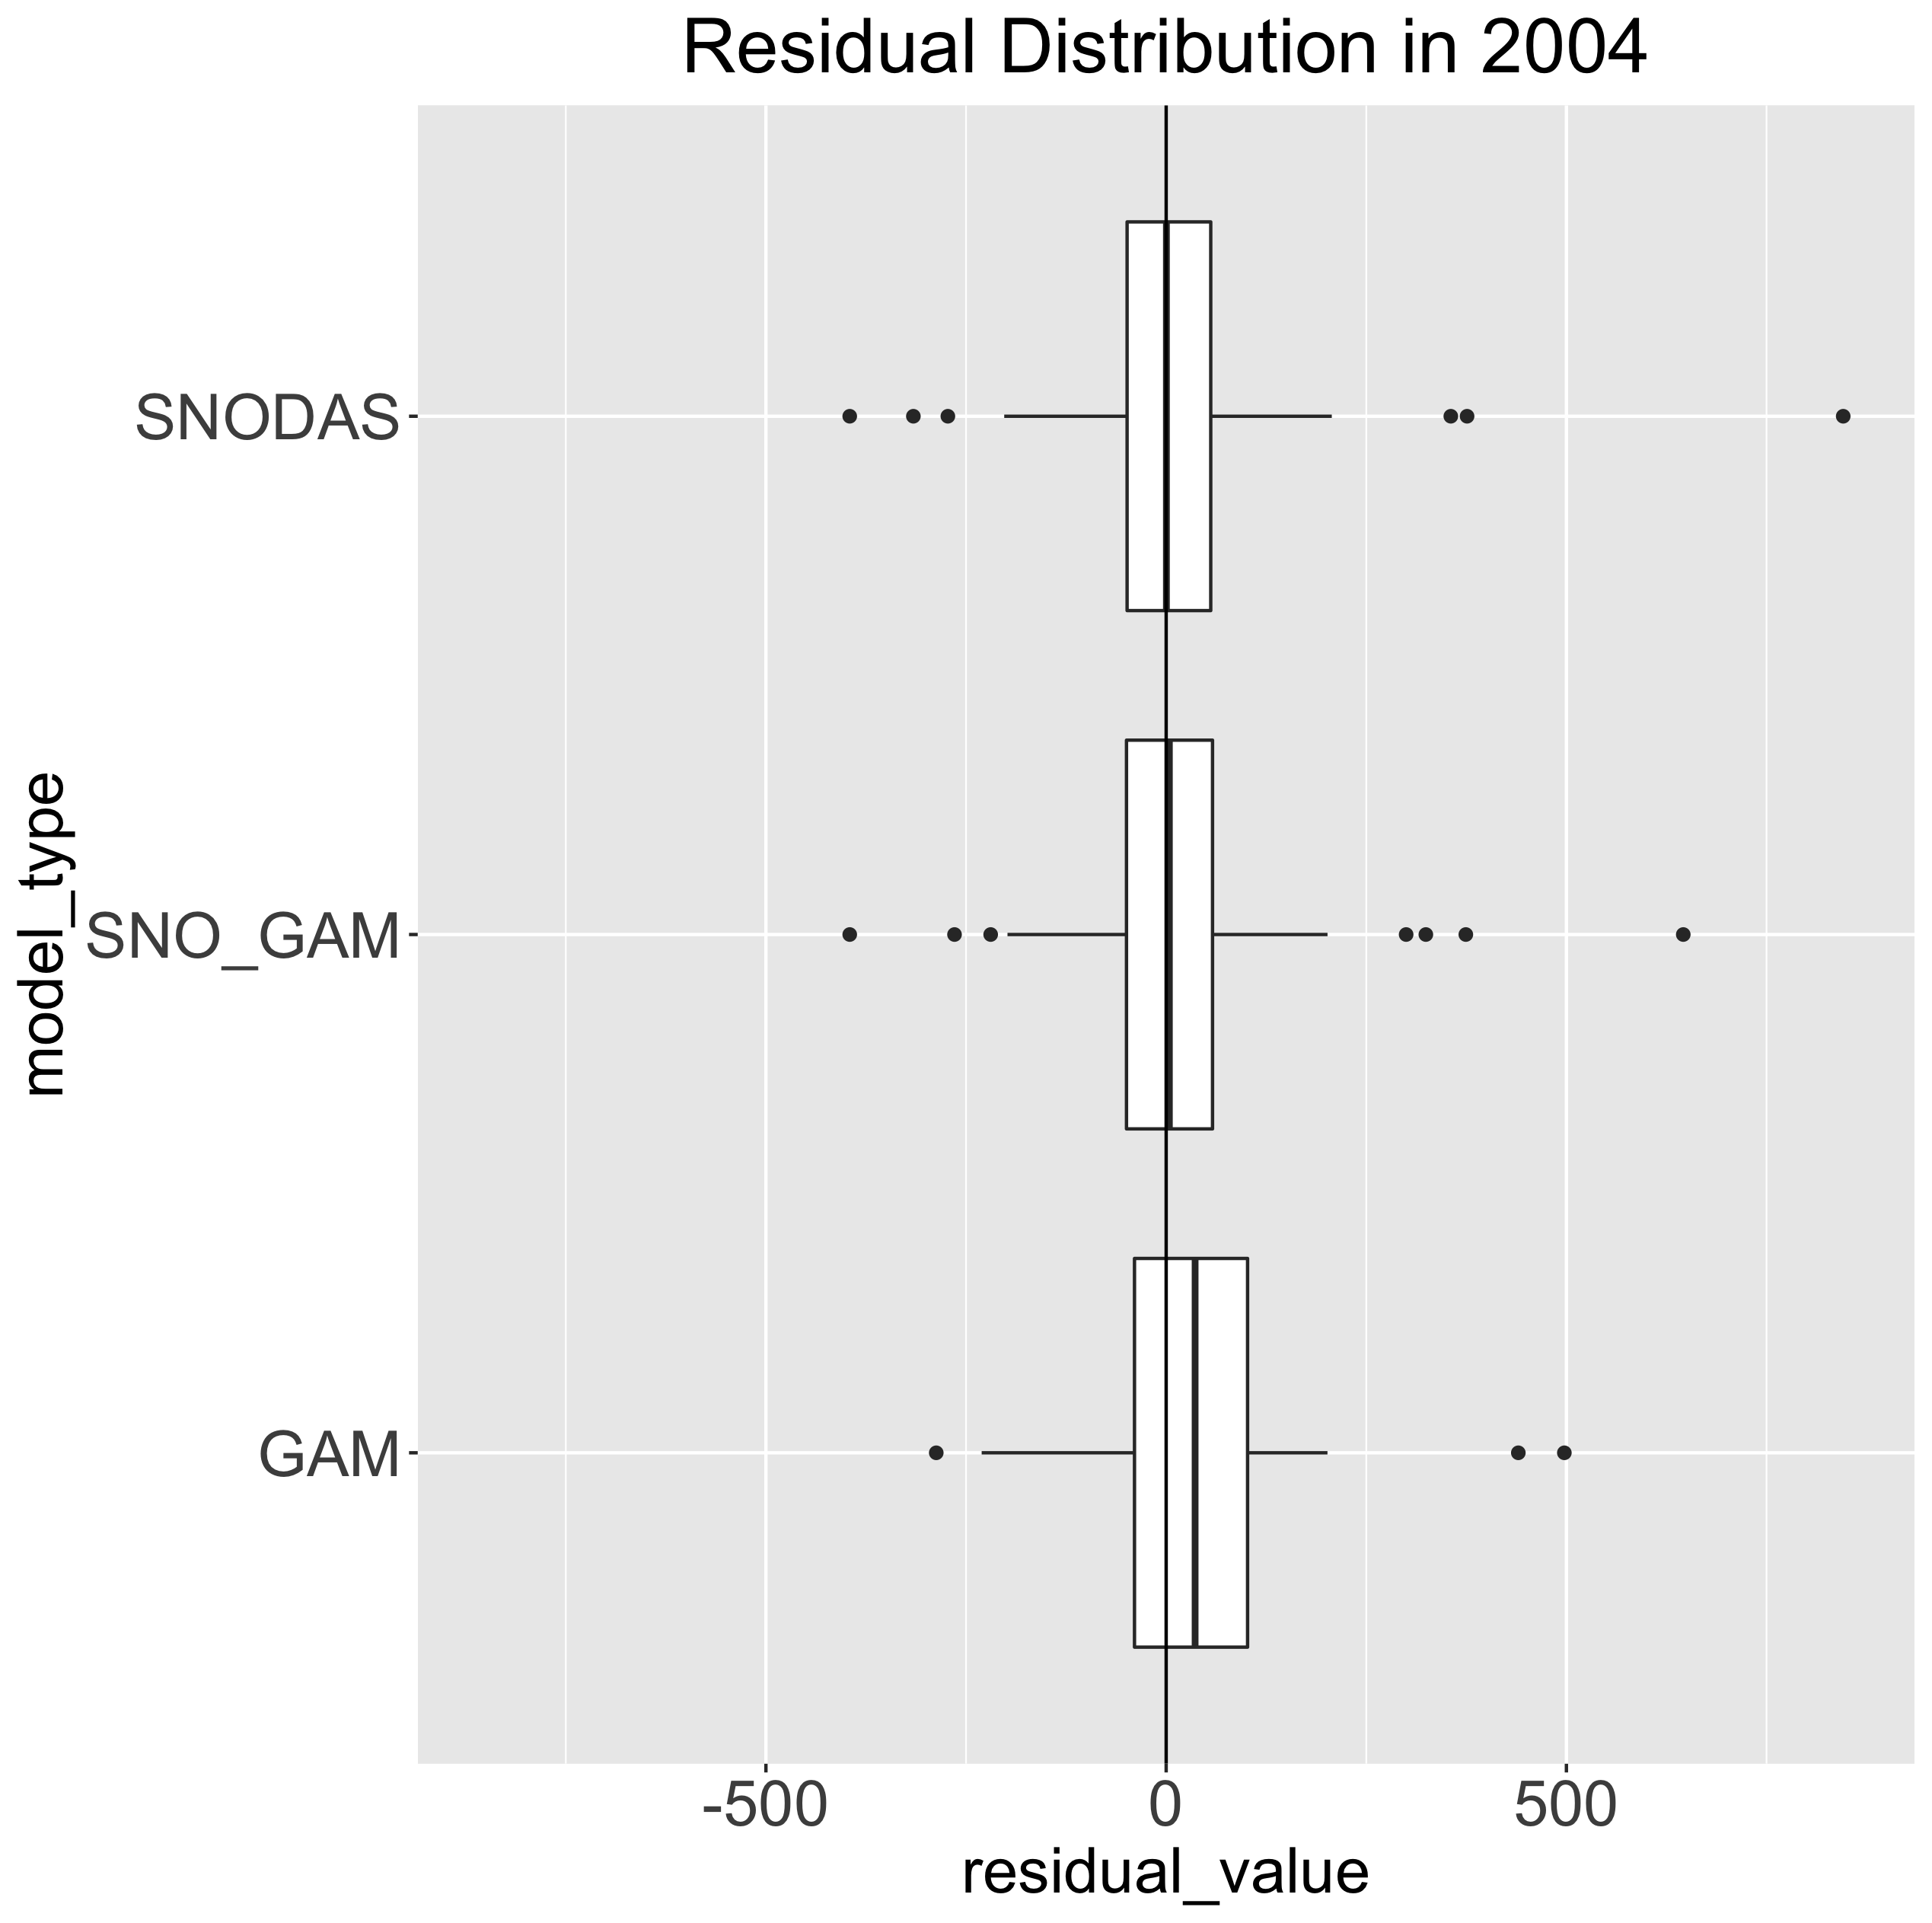 Residual Distribution in 2004
SNODAS
SNO_GAM
GAM
model_type
-500
0
500
residual_value